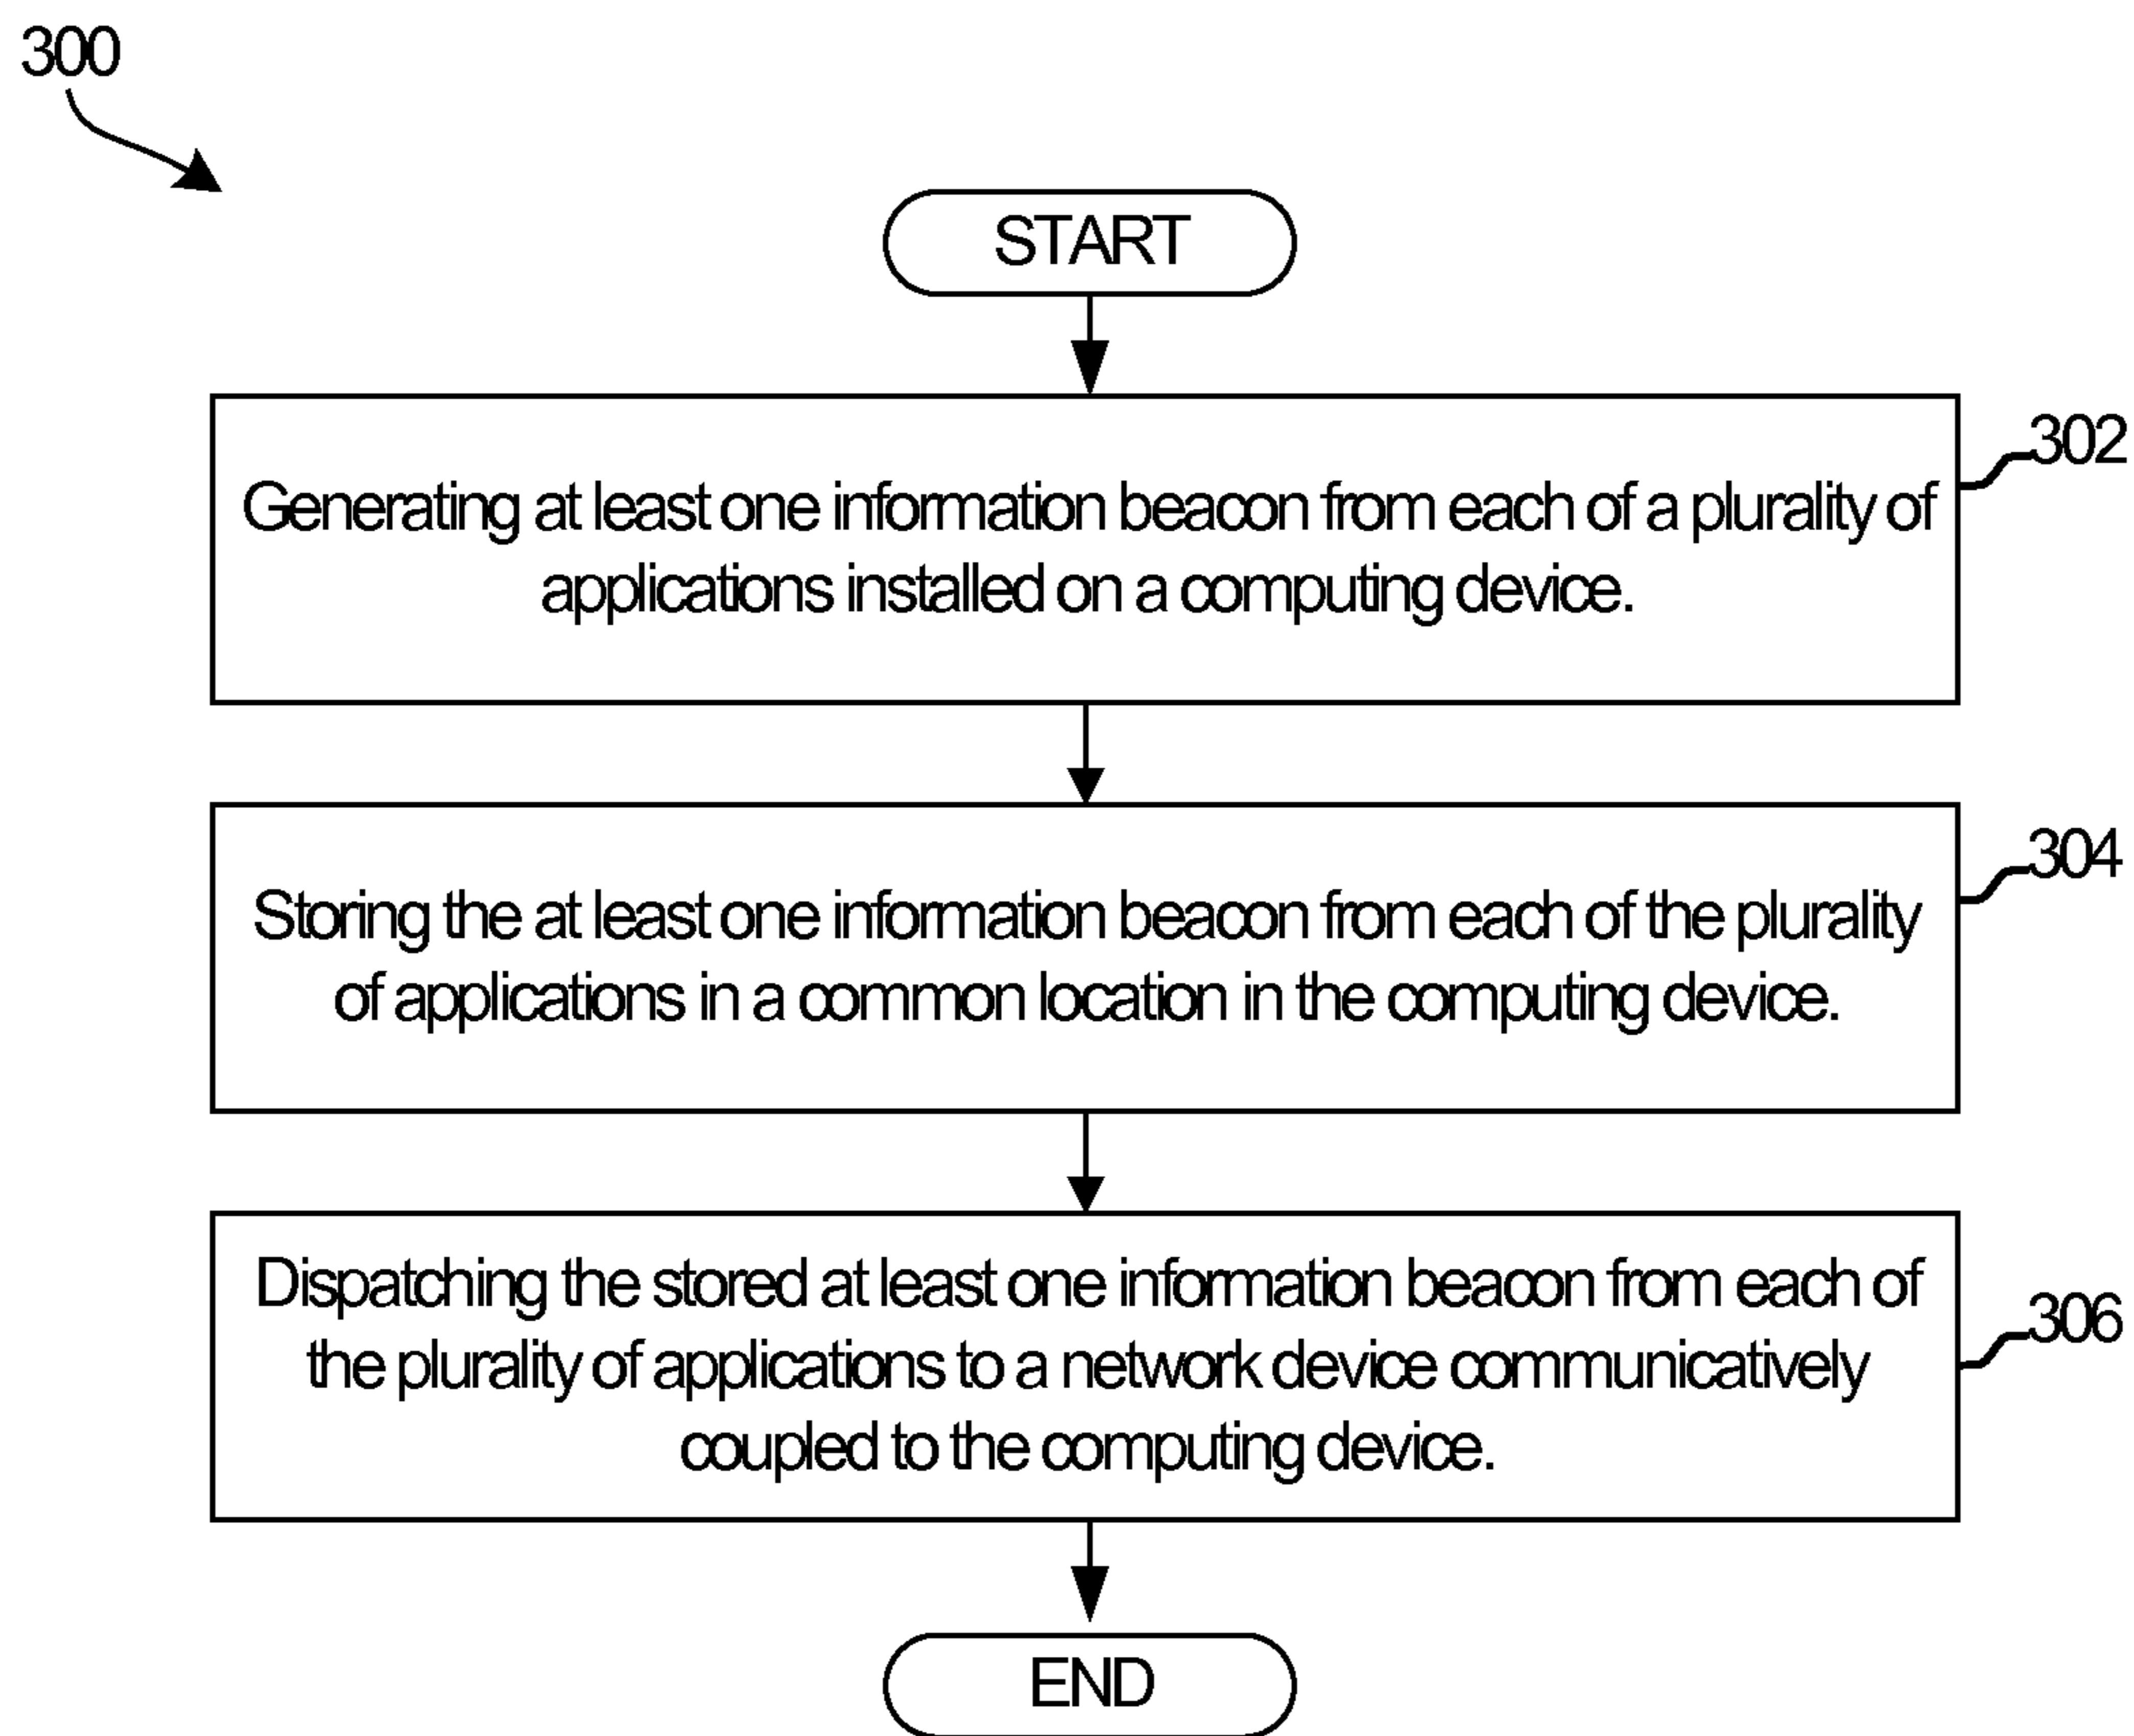 300
START
302
Generating at least one information beacon from each of a plurality of
applications installed on a computing device.
304
Storing the at least one information beacon from each of the plurality
of applications in a common location in the computing device.
306
Dispatching the stored at least one information beacon from each of
the plurality of applications to a network device communicatively
coupled to the computing device.
END